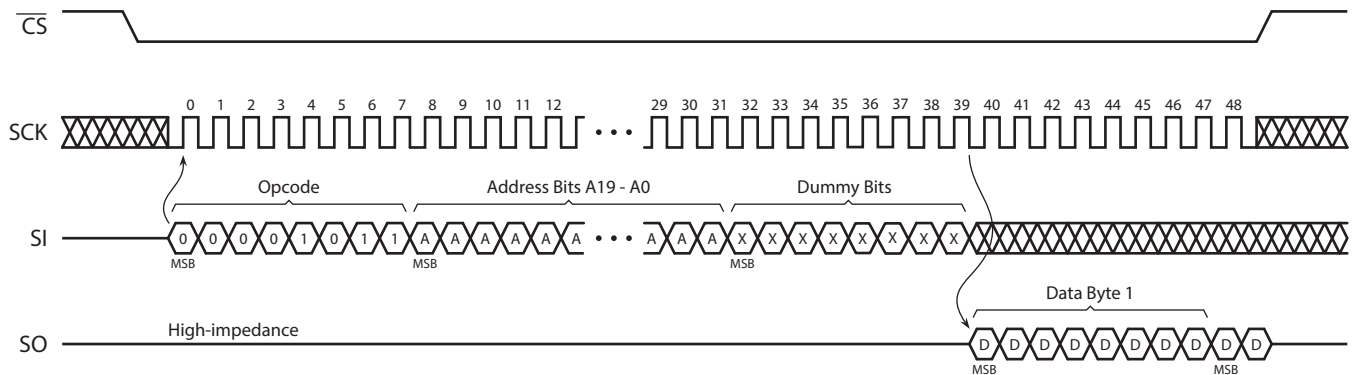 CS
0 1 2 3 4 5 6 7 8 9 10 11 12 29 30 31 32 33 34 35 36 37 38 39 40 41 42 43 44 45 46 47 48
SCK
Opcode Address Bits A19 - A0 Dummy Bits
SI 0 0 0 0 1 0 1 1 A A A A A A A A A X X X X X X X X
MSB MSB MSB
Data Byte 1
High-impedance
SO D D D D D D D D D D
MSB MSB